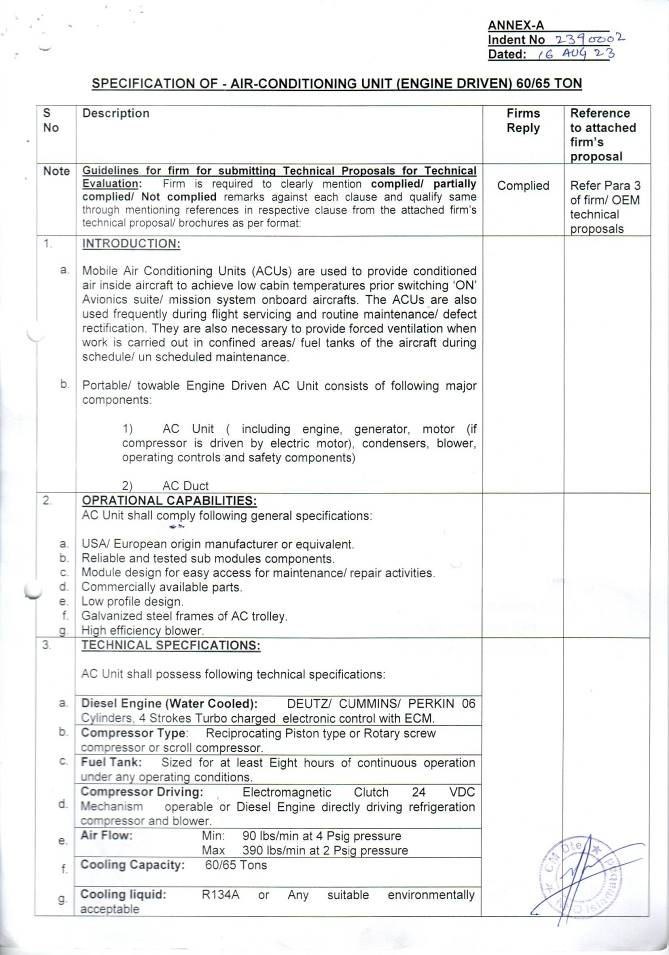 ANNEX-A
Indent No 2390002
Dated: 16 AUG 23
SPECIFICATION OF - AIR-CONDITIONING UNIT (ENGINE DRIVEN) 60/65 TON
S No Description Firms Reply Reference to attached firm's proposal
Note Guidelines for firm for submitting Technical Proposals for Technical
Evaluation: Firm is required to clearly mention complied/ partially
complied/ Not complied remarks against each clause and qualify same
through mentioning references in respective clause from the attached firm's
technical proposal/ brochures as per format:
Complied
Refer Para 3
of firm/ OEM
technical
proposals
1. INTRODUCTION:
a. Mobile Air Conditioning Units (ACUs) are used to provide conditioned
air inside aircraft to achieve low cabin temperatures prior switching 'ON'
Avionics suite/ mission system onboard aircrafts. The ACUs are also
used frequently during flight servicing and routine maintenance/ defect
rectification. They are also necessary to provide forced ventilation when
work is carried out in confined areas/ fuel tanks of the aircraft during
schedule/ un scheduled maintenance.
b. Portable/ towable Engine Driven AC Unit consists of following major
components:
1) AC Unit ( including engine, generator, motor (if
compressor is driven by electric motor), condensers, blower,
operating controls and safety components)
2) AC Duct
2. OPRATIONAL CAPABILITIES:
AC Unit shall comply following general specifications:
a. USA/ European origin manufacturer or equivalent.
b. Reliable and tested sub modules components.
c. Module design for easy access for maintenance/ repair activities.
d. Commercially available parts.
e. Low profile design.
f. Galvanized steel frames of AC trolley.
g. High efficiency blower.
3. TECHNICAL SPECFICATIONS:
AC Unit shall possess following technical specifications:
a. Diesel Engine (Water Cooled): DEUTZ/ CUMMINS/ PERKIN 06
Cylinders, 4 Strokes Turbo charged electronic control with ECM.
b. Compressor Type: Reciprocating Piston type or Rotary screw
compressor or scroll compressor.
c. Fuel Tank: Sized for at least Eight hours of continuous operation
under any operating conditions.
Compressor Driving: Electromagnetic Clutch 24 VDC
d. Mechanism operable or Diesel Engine directly driving refrigeration
compressor and blower.
e. Air Flow: Min: 90 lbs/min at 4 Psig pressure
Max 390 lbs/min at 2 Psig pressure
f. Cooling Capacity: 60/65 Tons
g. Cooling liquid: R134A or Any suitable environmentally
acceptable
CM Dte
Islamabad